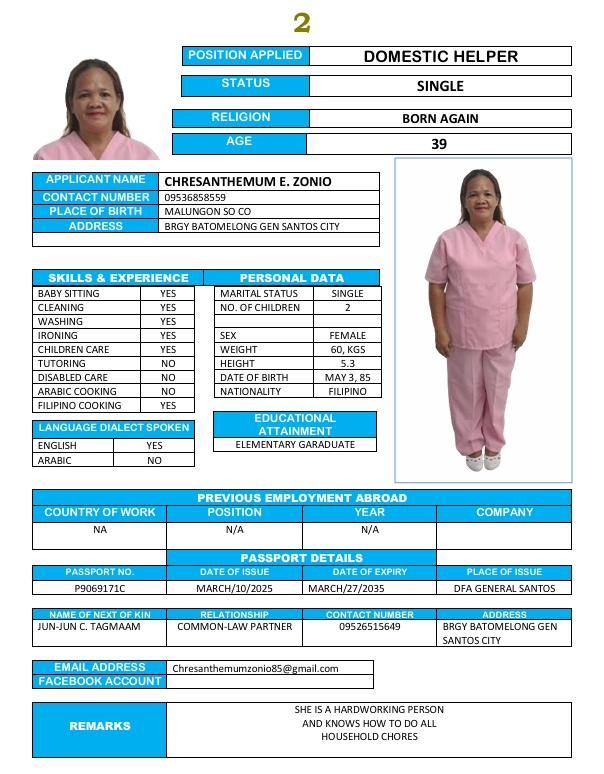 2
POSITION APPLIED DOMESTIC HELPER
STATUS SINGLE
RELIGION BORN AGAIN
AGE 39
APPLICANT NAME CHRESANTHEMUM E. ZONIO
CONTACT NUMBER 09536858559
PLACE OF BIRTH MALUNGON SO CO
ADDRESS BRGY BATOMELONG GEN SANTOS CITY
SKILLS & EXPERIENCE PERSONAL DATA
BABY SITTING YES MARITAL STATUS SINGLE
CLEANING YES NO. OF CHILDREN 2
WASHING YES
IRONING YES SEX FEMALE
CHILDREN CARE YES WEIGHT 60, KGS
TUTORING NO HEIGHT 5.3
DISABLED CARE NO DATE OF BIRTH MAY 3, 85
ARABIC COOKING NO NATIONALITY FILIPINO
FILIPINO COOKING YES
EDUCATIONAL
ATTAINMENT
ELEMENTARY GARADUATE
LANGUAGE DIALECT SPOKEN
ENGLISH YES
ARABIC NO
PREVIOUS EMPLOYMENT ABROAD
COUNTRY OF WORK POSITION YEAR COMPANY
NA N/A N/A
PASSPORT DETAILS
PASSPORT NO. DATE OF ISSUE DATE OF EXPIRY PLACE OF ISSUE
P9069171C MARCH/10/2025 MARCH/27/2035 DFA GENERAL SANTOS
NAME OF NEXT OF KIN RELATIONSHIP CONTACT NUMBER ADDRESS
JUN-JUN C. TAGMAAM COMMON-LAW PARTNER 09526515649 BRGY BATOMELONG GEN
SANTOS CITY
EMAIL ADDRESS Chresanthemumzonio85@gmail.com
FACEBOOK ACCOUNT
REMARKS
SHE IS A HARDWORKING PERSON
AND KNOWS HOW TO DO ALL
HOUSEHOLD CHORES